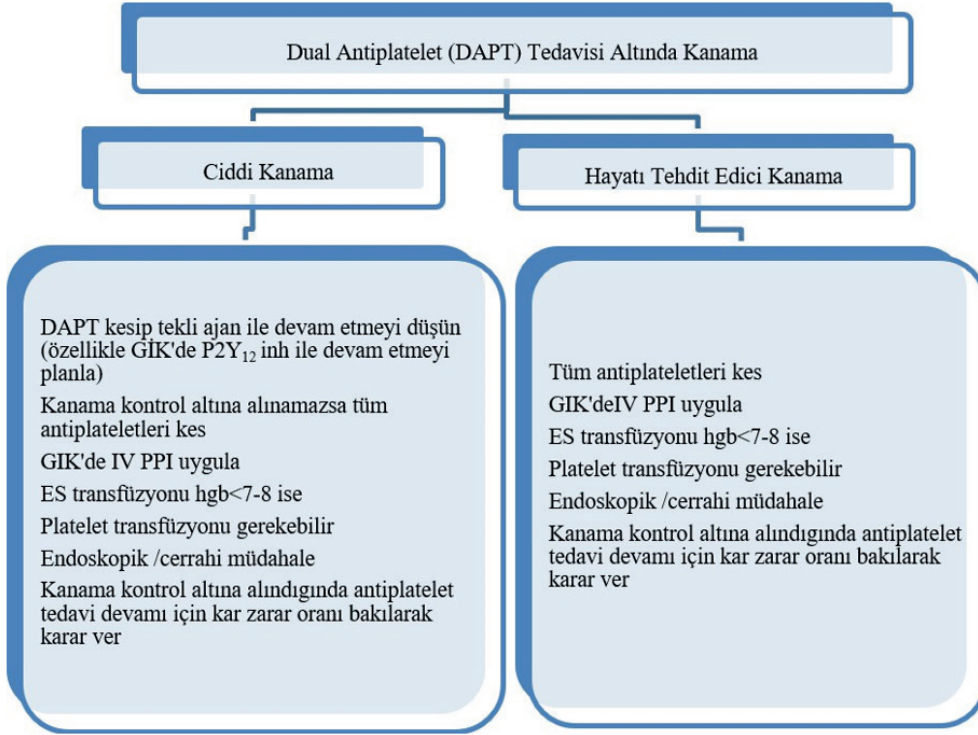 Dual Antiplatelet (DAPT) Tedavisi Altında Kanama
Ciddi Kanama
Hayatı Tehdit Edici Kanama
DAPT kesip tekli ajan ile devam etmeyi düşün
(özellikle GİK'de P2Y₁₂ inh ile devam etmeyi
planla)
Kanama kontrol altına alınamazsa tüm
antiplateletleri kes
GIK'de IV PPI uygula
ES transfüzyonu hgb<7-8 ise
Platelet transfüzyonu gerekebilir
Endoskopik /cerrahi müdahale
Kanama kontrol altına alındıgında antiplatelet
tedavi devamı için kar zarar oranı bakılarak
karar ver
Tüm antiplateletleri kes
GIK'deIV PPI uygula
ES transfüzyonu hgb<7-8 ise
Platelet transfüzyonu gerekebilir
Endoskopik /cerrahi müdahale
Kanama kontrol altına alındıgında antiplatelet
tedavi devamı için kar zarar oranı bakılarak
karar ver